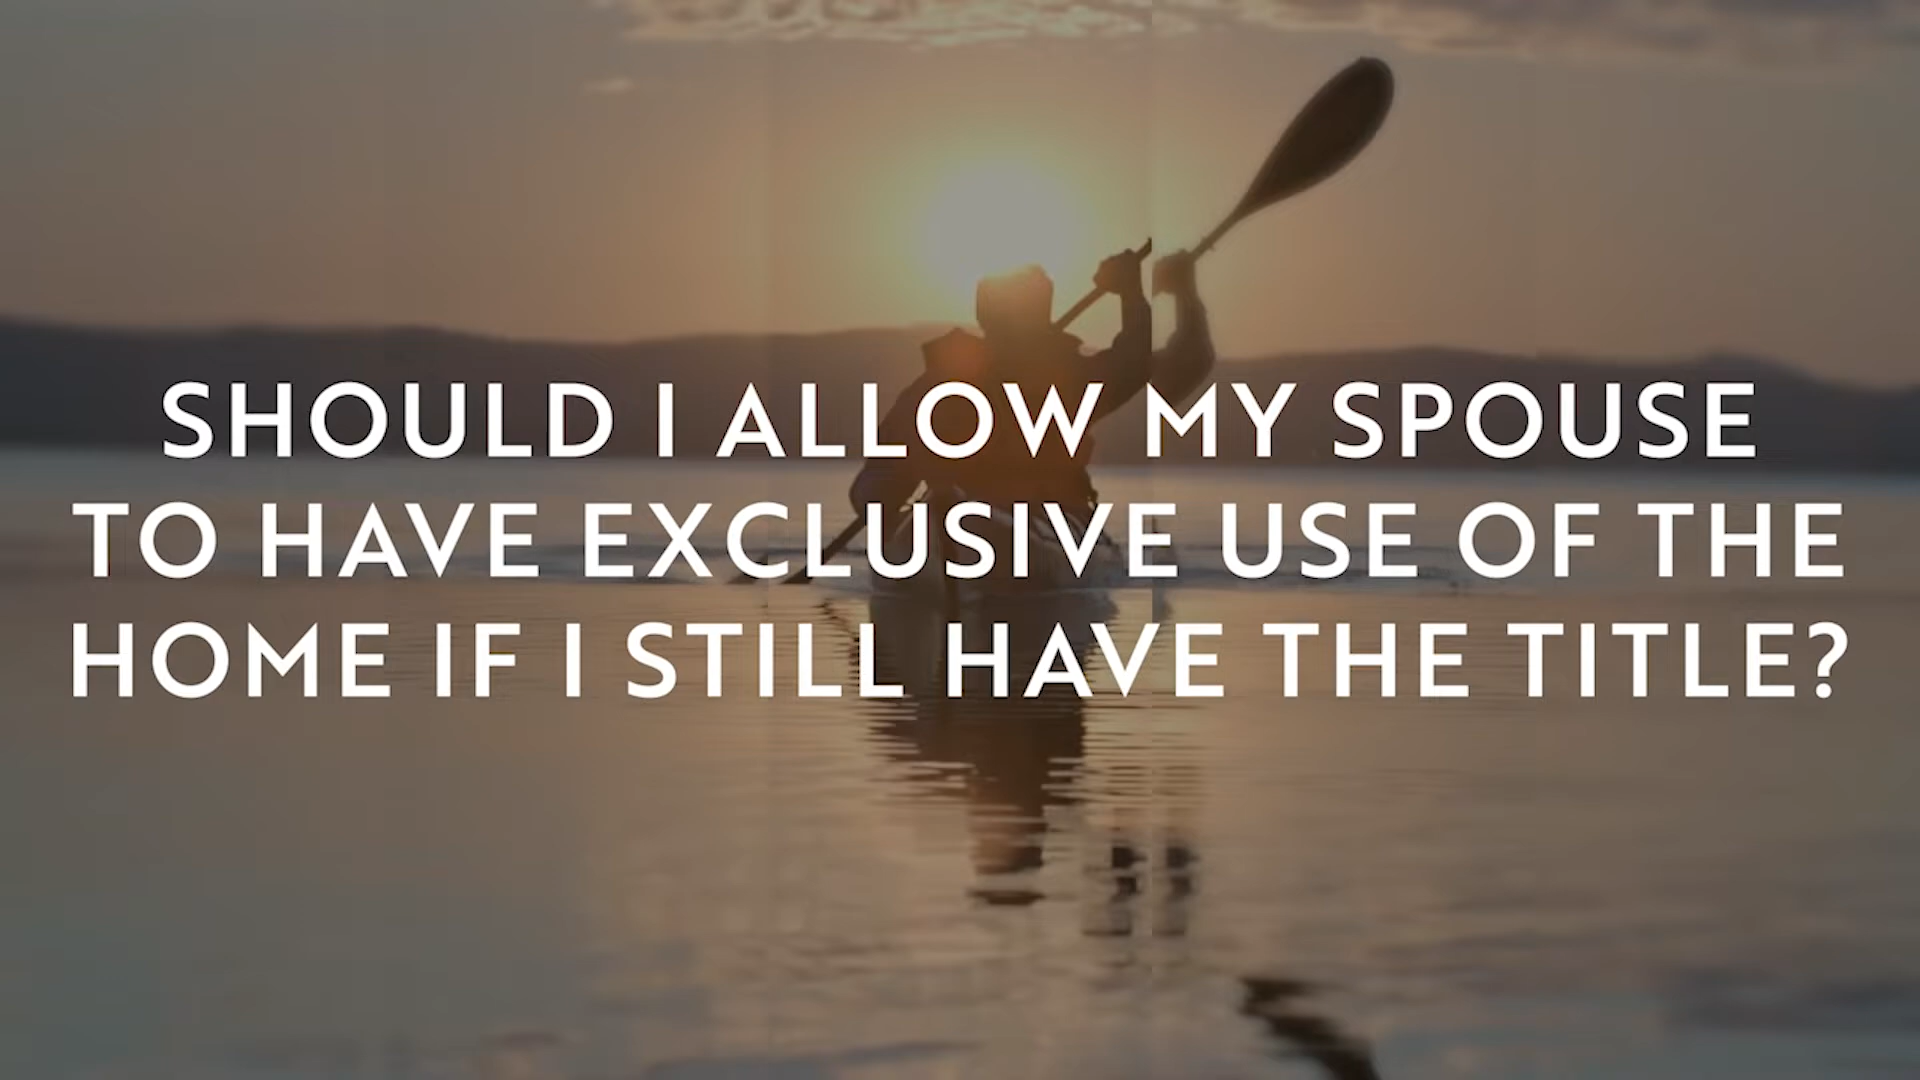 SHOULD I ALLOW MY SPOUSE
TO HAVE EXCLUSIVE USE OF THE
HOME IF I STILL HAVE THE TITLE?